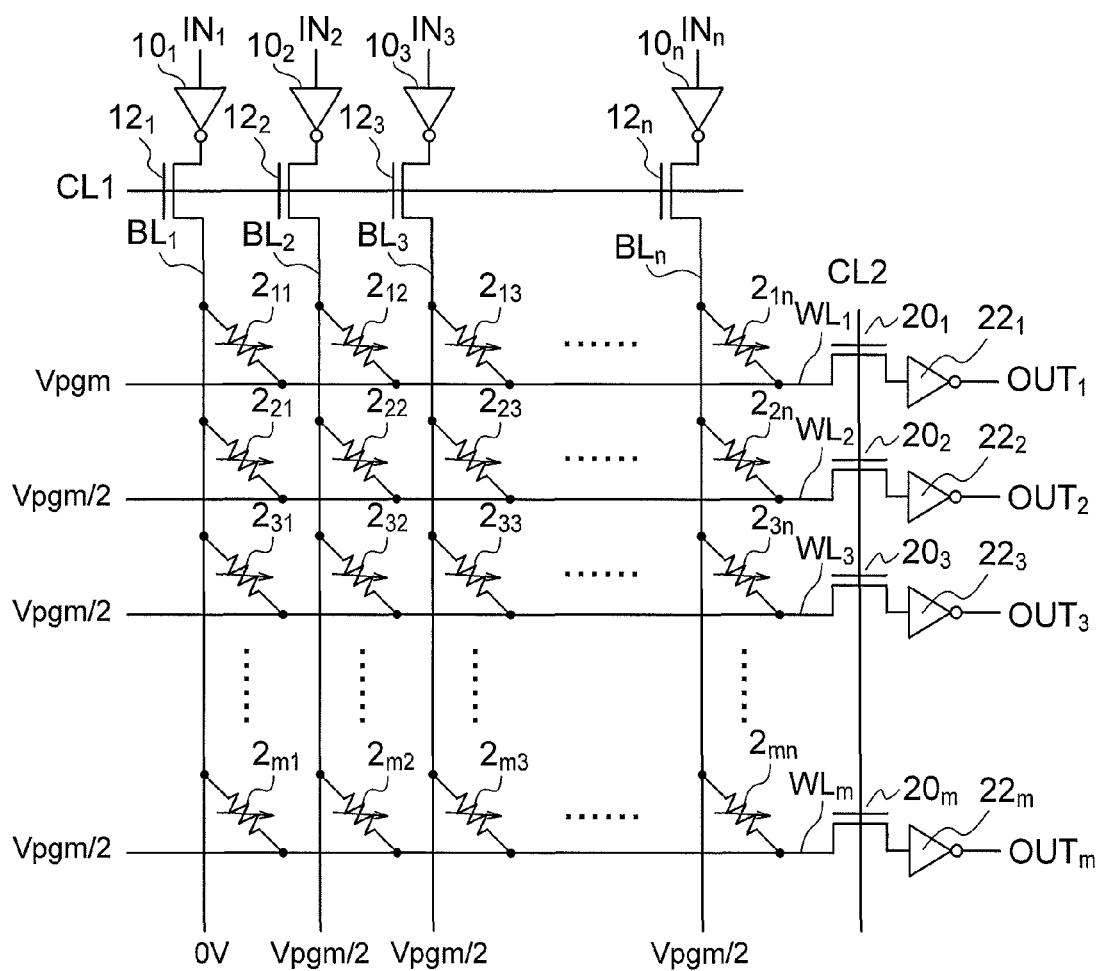 IN₁ IN₂ IN₃ INₙ
10₁ 10₂ 10₃ 10ₙ
12₁ 12₂ 12₃ 12ₙ
CL1
BL₁ BL₂ BL₃ BLₙ CL2
2₁₁ 2₁₂ 2₁₃ 2₁ₙ WL₁ 20₁ 22₁
...... 
Vpgm OUT₁
2₂₁ 2₂₂ 2₂₃ 2₂ₙ WL₂ 20₂ 22₂
......
Vpgm/2 OUT₂
2₃₁ 2₃₂ 2₃₃ 2₃ₙ WL₃ 20₃ 22₃
......
Vpgm/2 OUT₃
2ₘ₁ 2ₘ₂ 2ₘ₃ 2ₘₙ WLₘ 20ₘ 22ₘ
......
Vpgm/2 OUTₘ
0V Vpgm/2 Vpgm/2 Vpgm/2